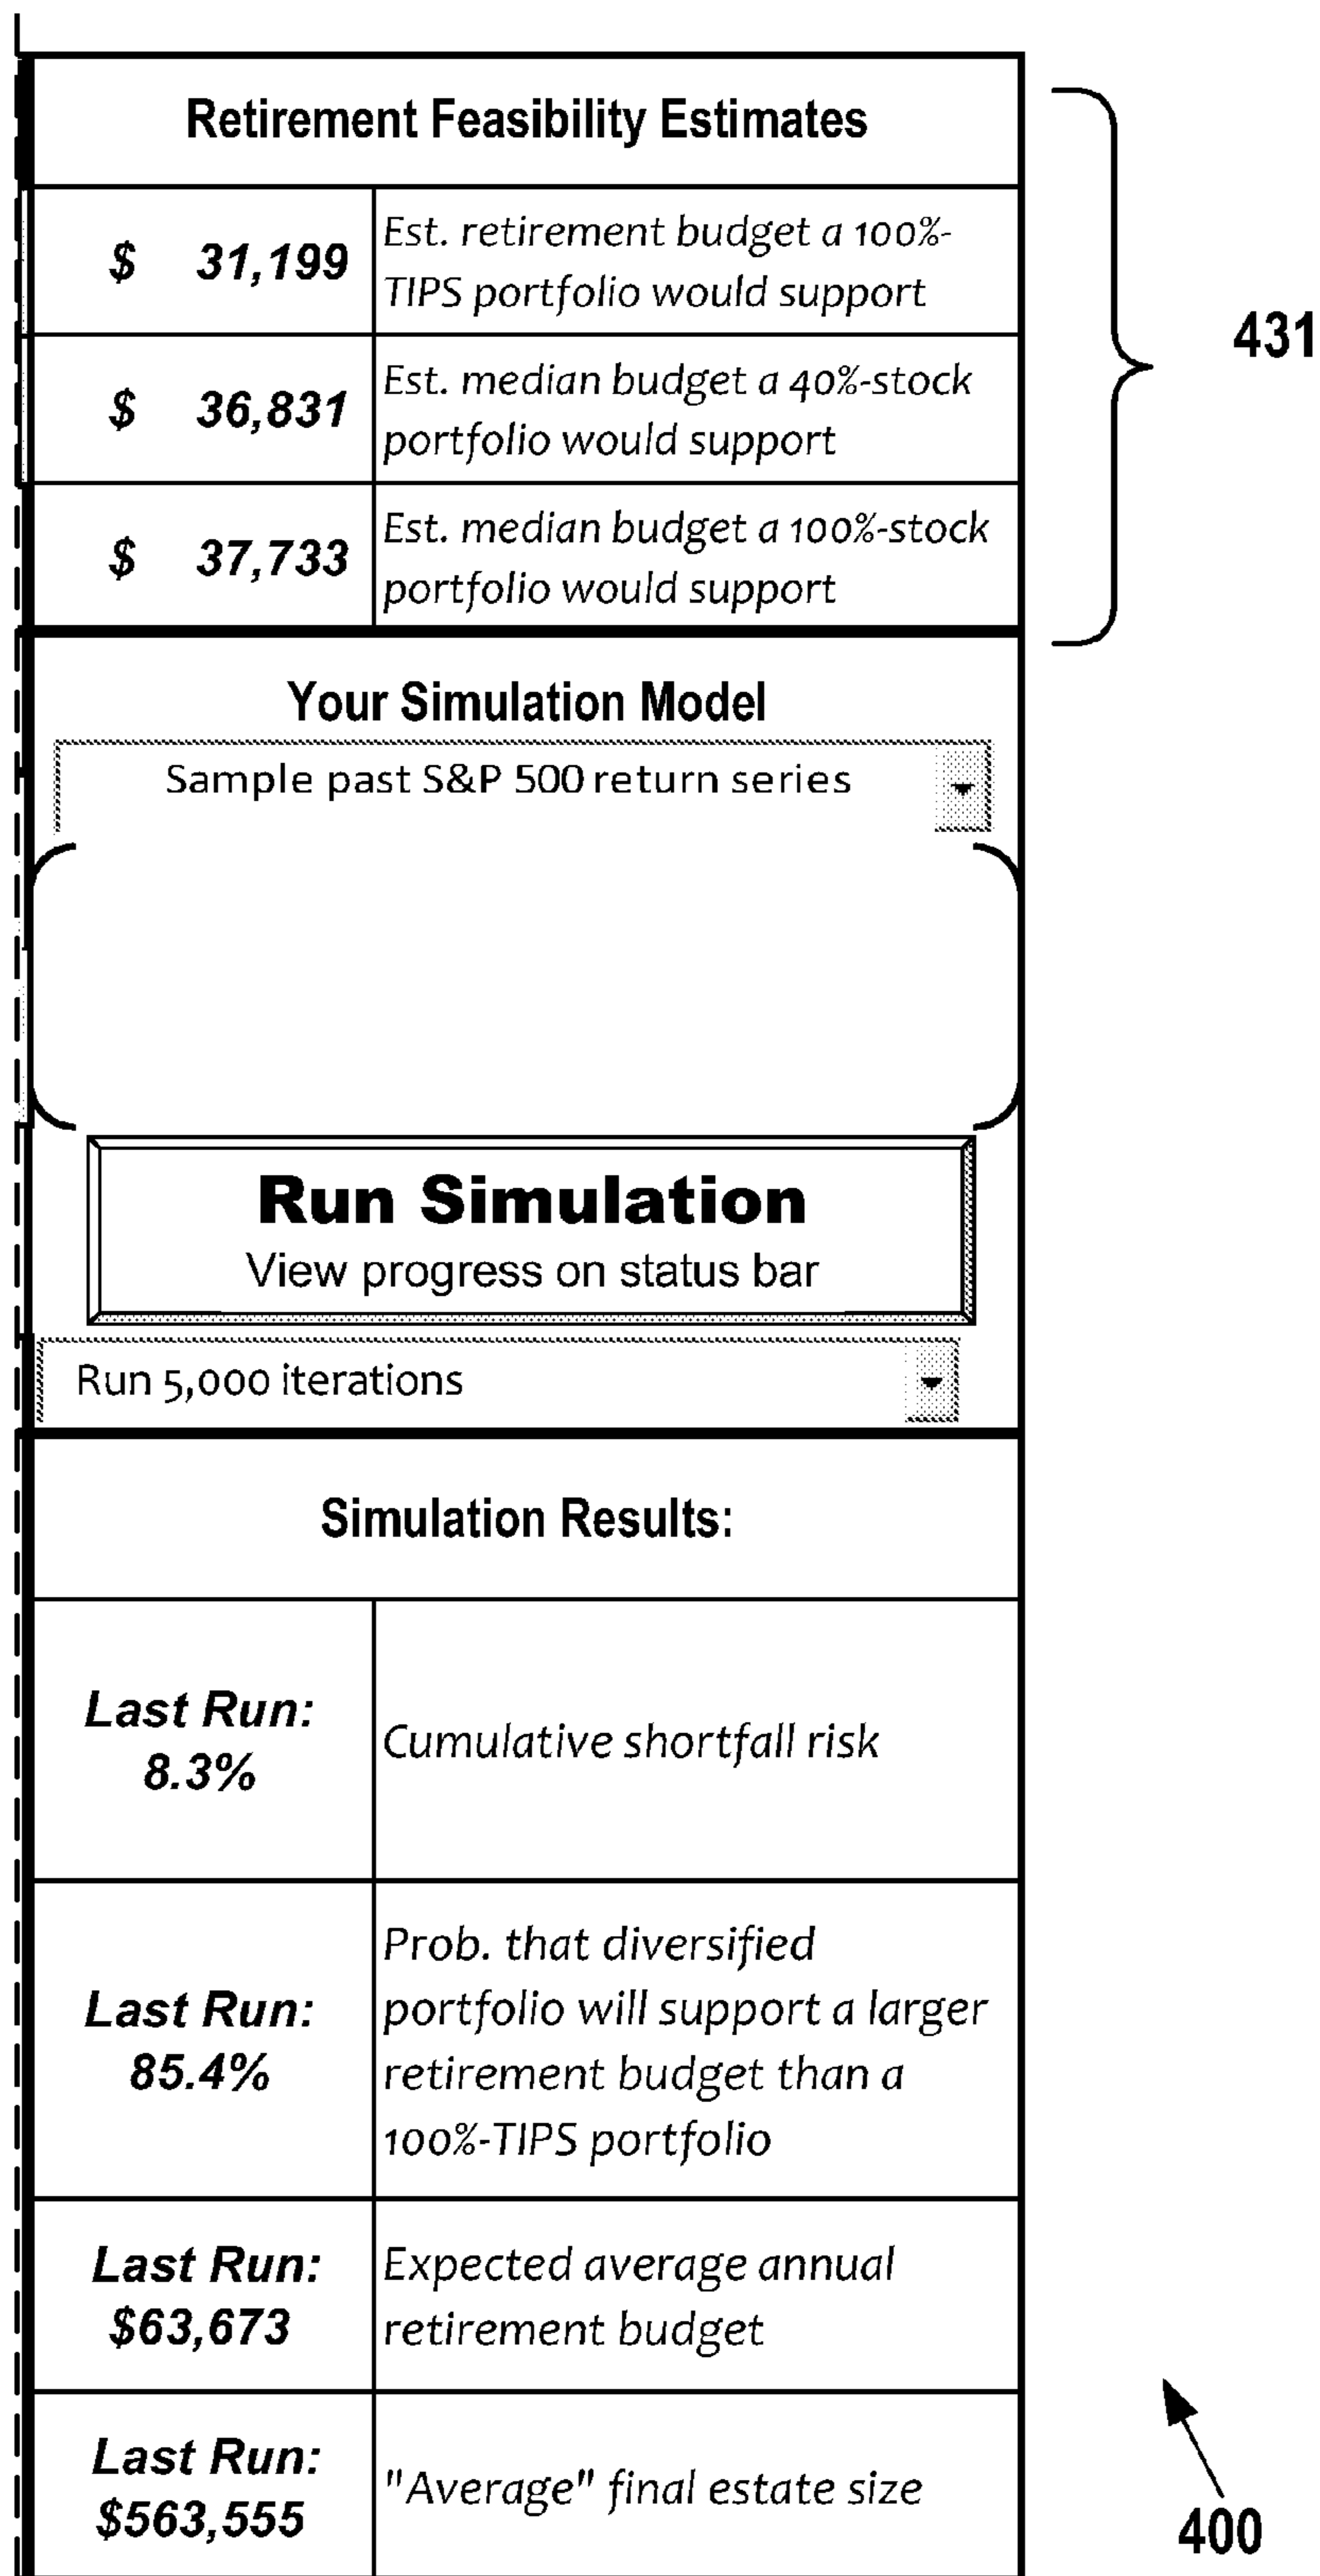 Retirement Feasibility Estimates
$ 31,199
Est. retirement budget a 100%-
TIPS portfolio would support
$ 36,831
Est. median budget a 40%-stock
portfolio would support
$ 37,733
Est. median budget a 100%-stock
portfolio would support
431
Your Simulation Model
Sample past S&P 500 return series
Run Simulation
View progress on status bar
Run 5,000 iterations
Simulation Results:
Last Run:
8.3%
Cumulative shortfall risk
Last Run:
85.4%
Prob. that diversified
portfolio will support a larger
retirement budget than a
100%-TIPS portfolio
Last Run:
$63,673
Expected average annual
retirement budget
Last Run:
$563,555
"Average" final estate size
400